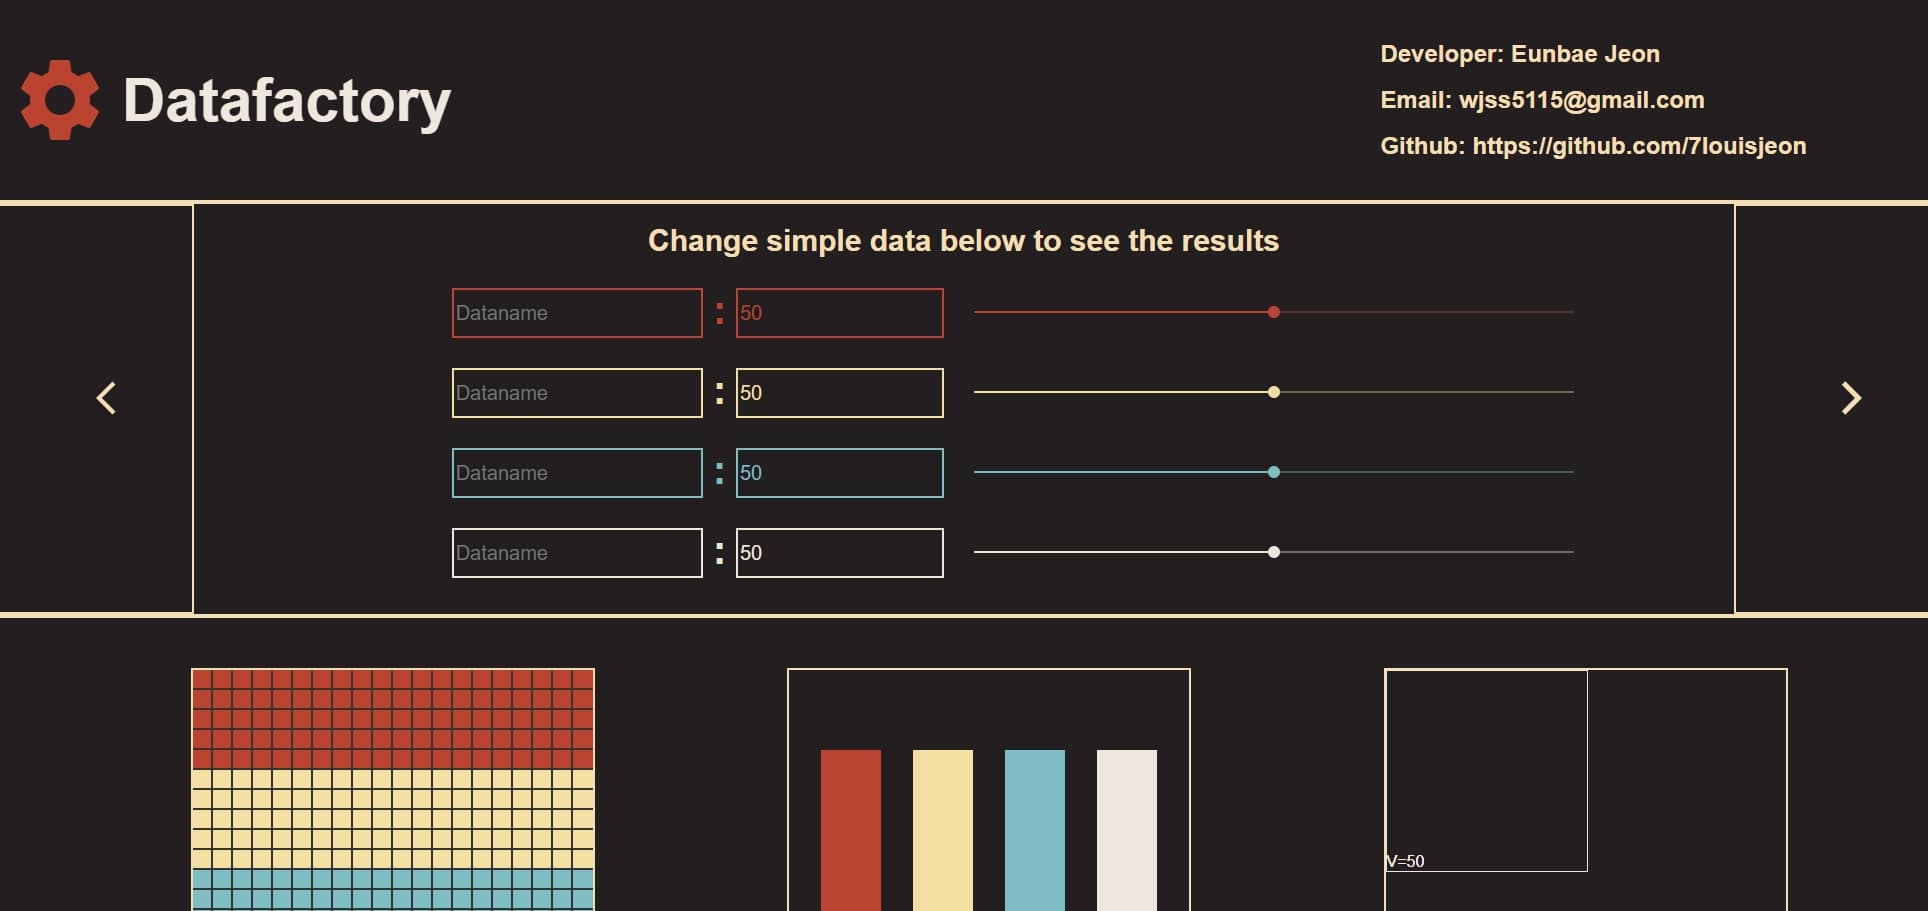 Datafactory
Developer: Eunbae Jeon
Email: wjss5115@gmail.com
Github: https://github.com/7louisjeon
Change simple data below to see the results
Dataname : 50
Dataname : 50
Dataname : 50
Dataname : 50
V=50